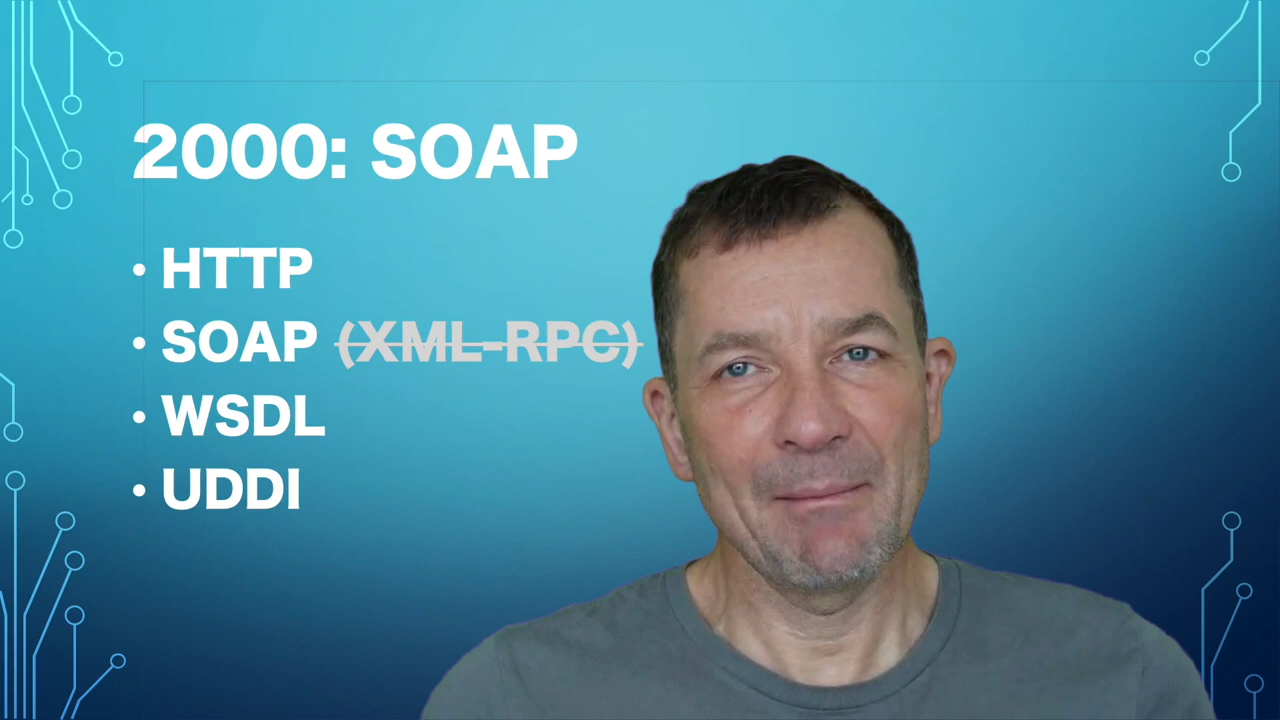 2000: SOAP
• HTTP
• SOAP (XML-RPC)
• WSDL
• UDDI